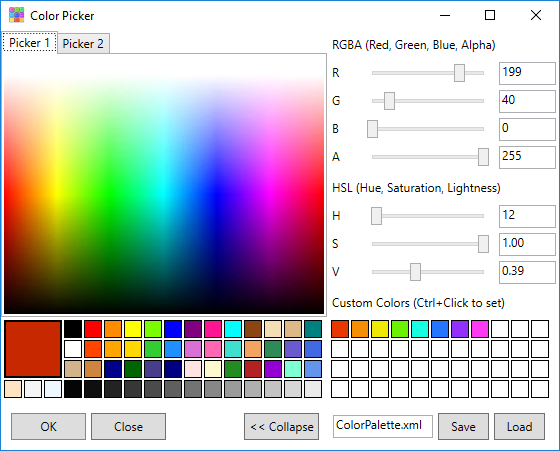 Color Picker
Picker 1 Picker 2
RGBA (Red, Green, Blue, Alpha)
R 199
G 40
B 0
A 255
HSL (Hue, Saturation, Lightness)
H 12
S 1.00
V 0.39
Custom Colors (Ctrl+Click to set)
OK Close << Collapse ColorPalette.xml Save Load